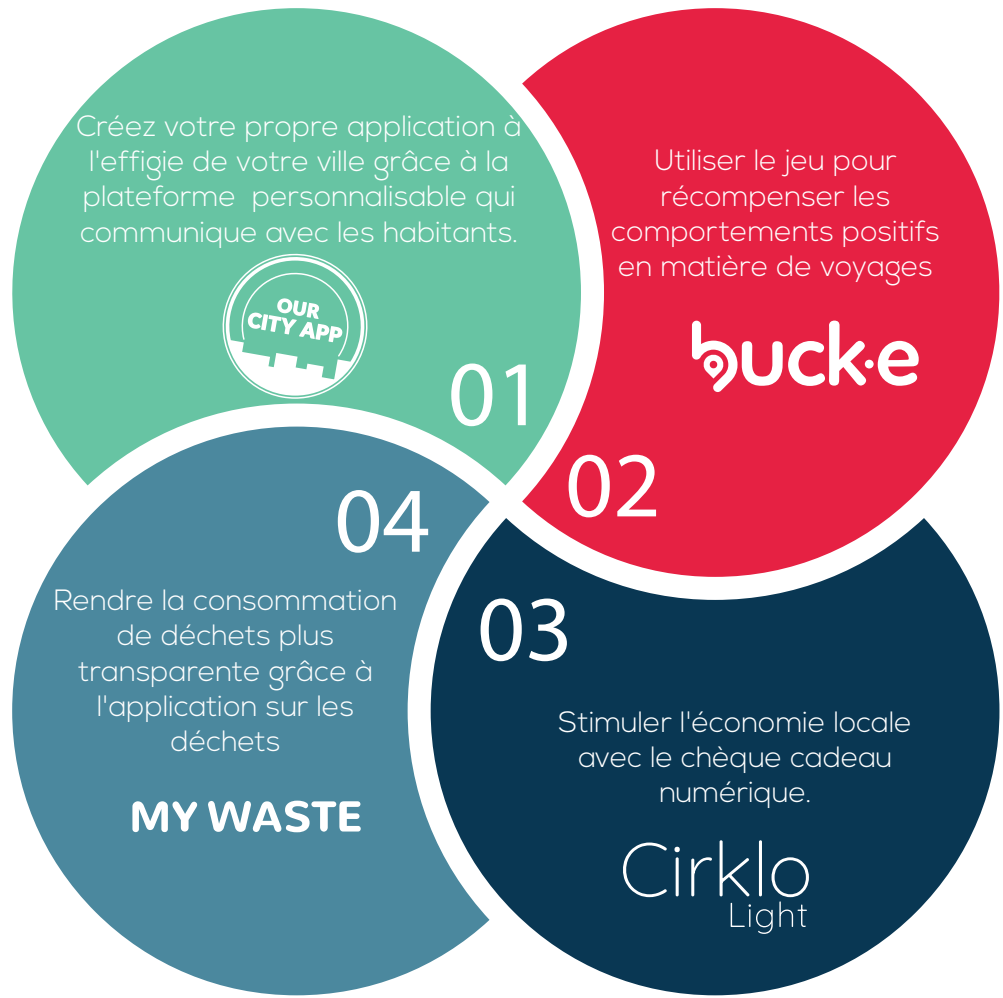 Créez votre propre application à
l'effigie de votre ville grâce à la
plateforme personnalisable qui
communique avec les habitants.
OUR
CITY APP
01
Utiliser le jeu pour
récompenser les
comportements positifs
en matière de voyages
buck·e
02
03
Stimuler l'économie locale
avec le chèque cadeau
numérique.
Cirklo
Light
04
Rendre la consommation
de déchets plus
transparente grâce à
l'application sur les
déchets
MY WASTE